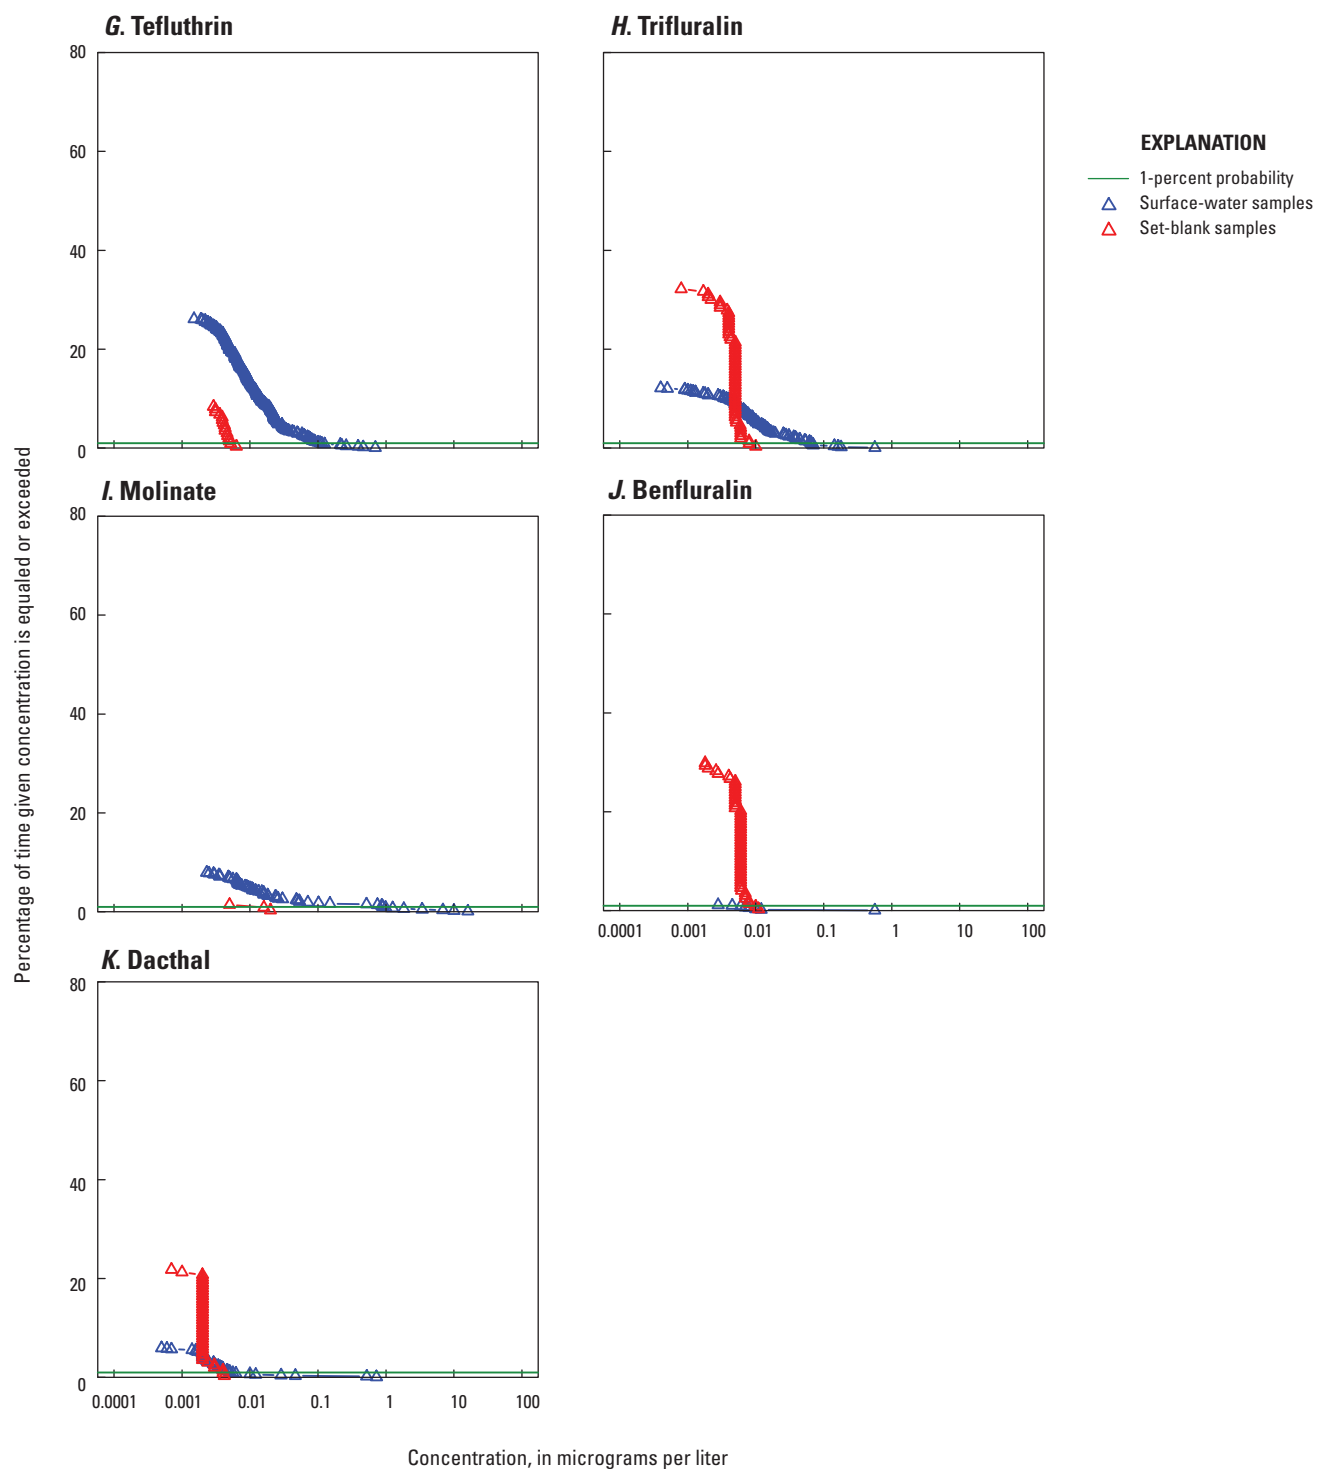 G. Tefluthrin
H. Trifluralin
80
60
40
20
0
EXPLANATION
1-percent probability
Surface-water samples
Set-blank samples
I. Molinate
J. Benfluralin
80
60
40
20
0
0.0001 0.001 0.01 0.1 1 10 100
K. Dacthal
80
60
40
20
0
0.0001 0.001 0.01 0.1 1 10 100
Percentage of time given concentration is equaled or exceeded
Concentration, in micrograms per liter